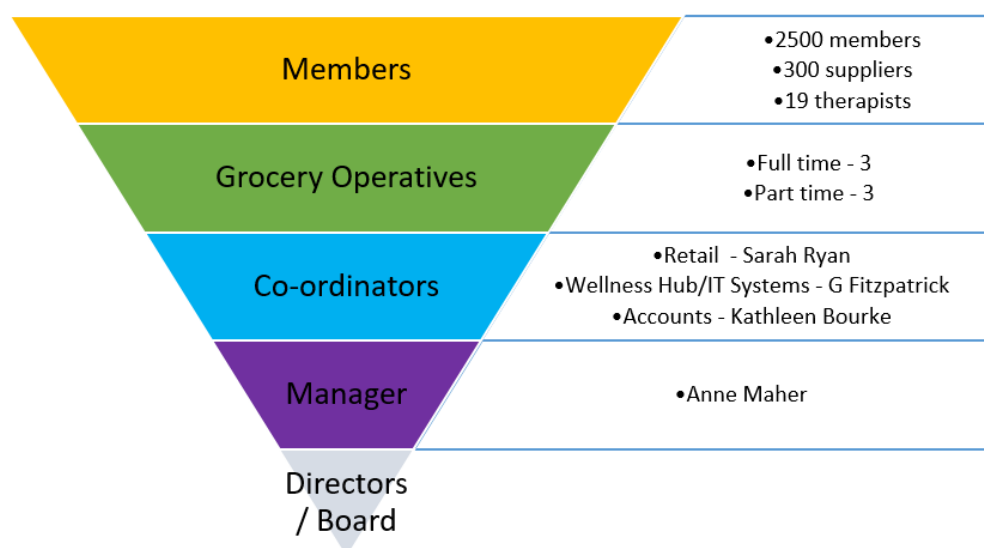 Members
•2500 members
•300 suppliers
•19 therapists
Grocery Operatives
•Full time - 3
•Part time - 3
Co-ordinators
•Retail - Sarah Ryan
•Wellness Hub/IT Systems - G Fitzpatrick
•Accounts - Kathleen Bourke
Manager
•Anne Maher
Directors
/ Board